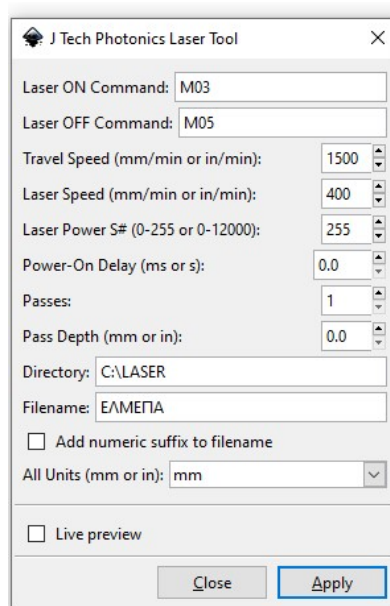 J Tech Photonics Laser Tool
Laser ON Command: M03
Laser OFF Command: M05
Travel Speed (mm/min or in/min): 1500
Laser Speed (mm/min or in/min): 400
Laser Power S# (0-255 or 0-12000): 255
Power-On Delay (ms or s): 0.0
Passes: 1
Pass Depth (mm or in): 0.0
Directory: C:\LASER
Filename: ΕΛΜΕΠΑ
Add numeric suffix to filename
All Units (mm or in): mm
Live preview
Close Apply